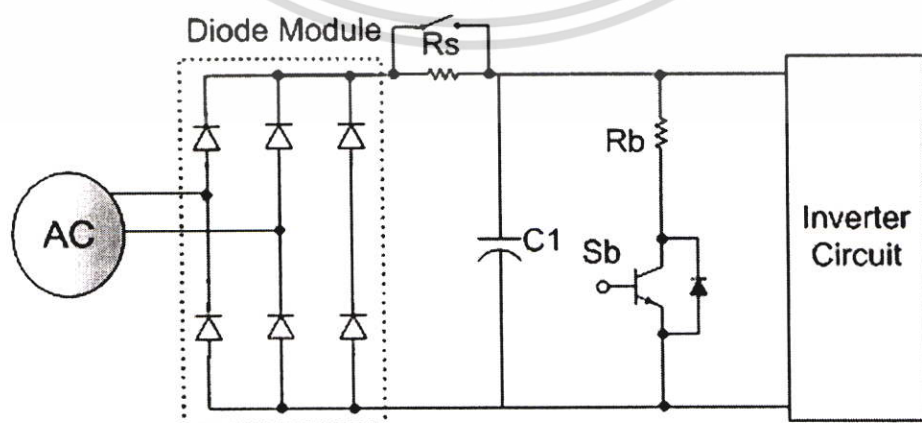 Diode Module
Rs
Rb
AC
C1
Sb
Inverter
Circuit